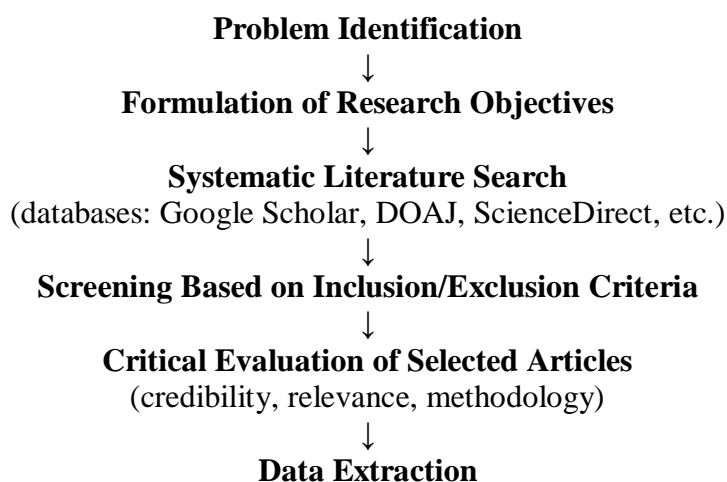 Problem Identification
↓
Formulation of Research Objectives
↓
Systematic Literature Search
(databases: Google Scholar, DOAJ, ScienceDirect, etc.)
↓
Screening Based on Inclusion/Exclusion Criteria
↓
Critical Evaluation of Selected Articles
(credibility, relevance, methodology)
↓
Data Extraction